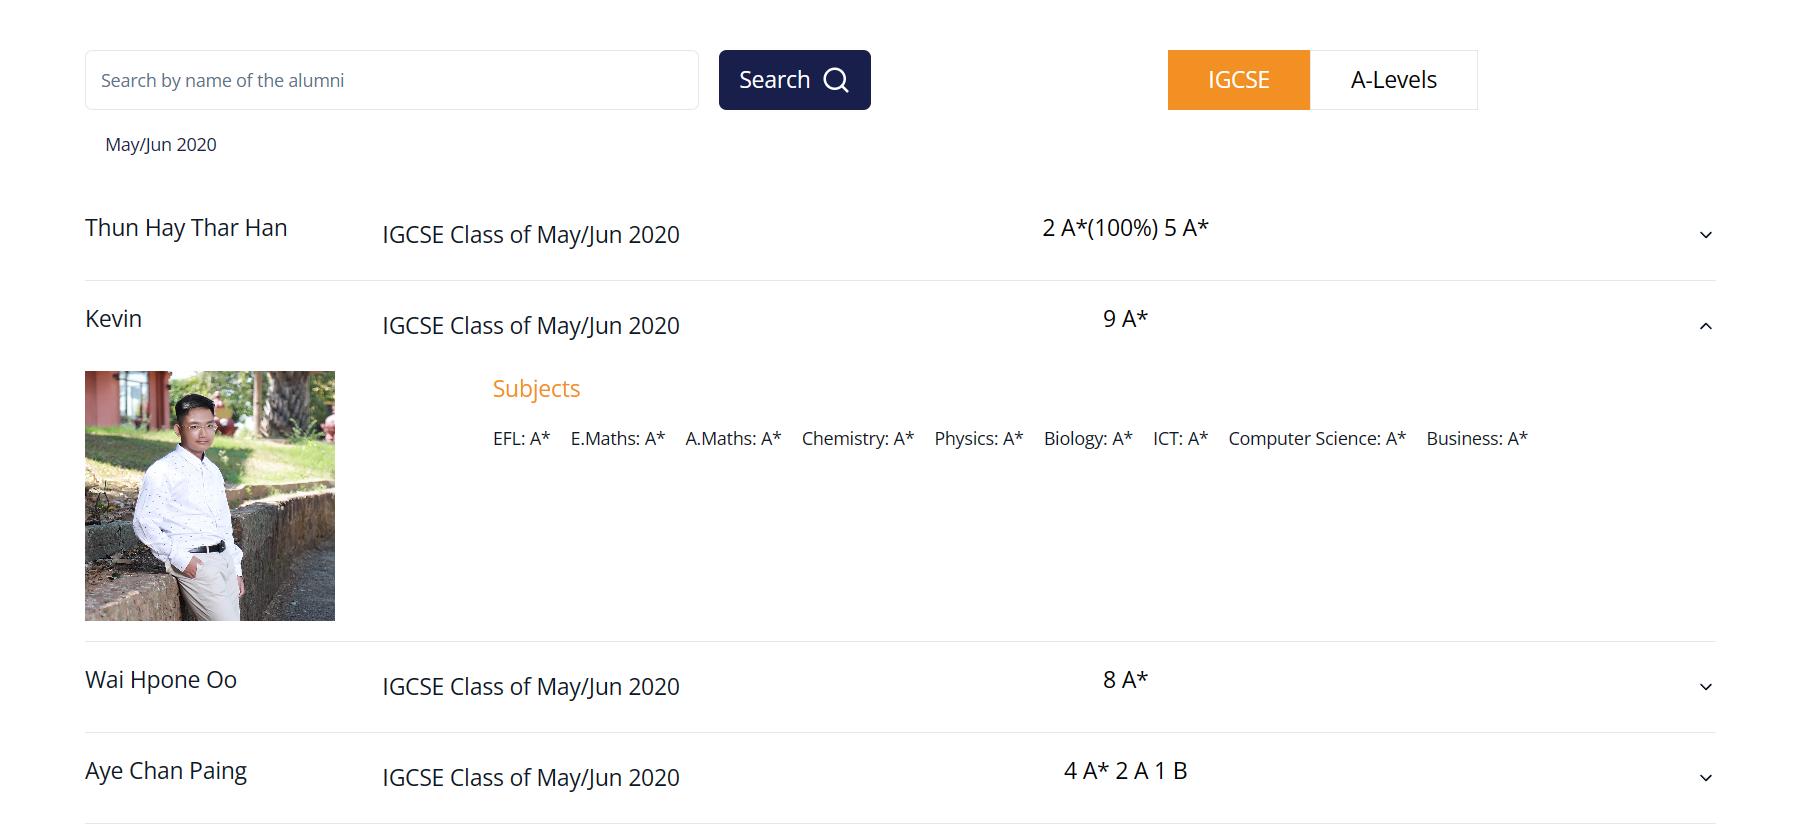 Search by name of the alumni
Search
IGCSE
A-Levels
May/Jun 2020
Thun Hay Thar Han
IGCSE Class of May/Jun 2020
2 A*(100%) 5 A*
Kevin
IGCSE Class of May/Jun 2020
9 A*
Subjects
EFL: A* E.Maths: A* A.Maths: A* Chemistry: A* Physics: A* Biology: A* ICT: A* Computer Science: A* Business: A*
Wai Hpone Oo
IGCSE Class of May/Jun 2020
8 A*
Aye Chan Paing
IGCSE Class of May/Jun 2020
4 A* 2 A 1 B